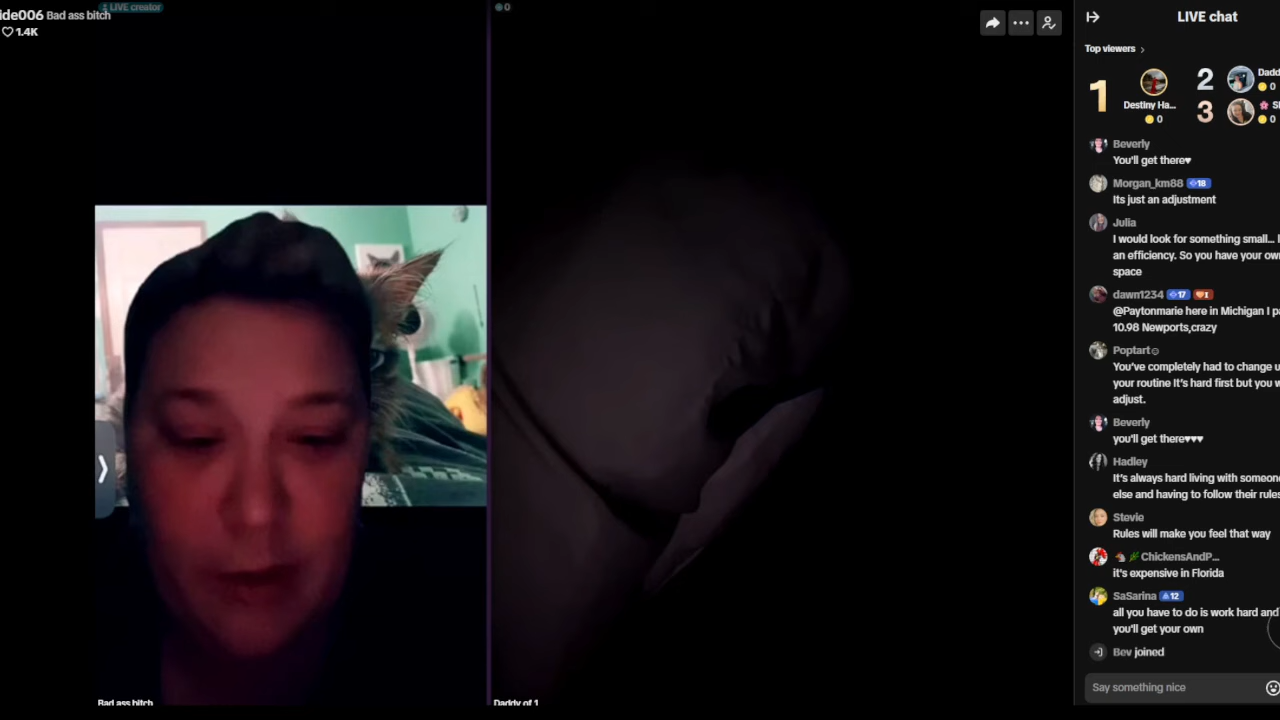 ide006 Bad ass bitch
1.4K
LIVE creator
0
Bad ass bitch
Daddy of 1
LIVE chat
Top viewers
1
Destiny Ha...
0
2
Dadd
0
3
Sl
0
Beverly
You'll get there♥
Morgan_km88 18
Its just an adjustment
Julia
I would look for something small...
an efficiency. So you have your own
space
dawn1234 17 I
@Paytonmarie here in Michigan I pa
10.98 Newports,crazy
Poptart☺
You've completely had to change u
your routine It's hard first but you w
adjust.
Beverly
you'll get there♥♥♥
Hadley
It's always hard living with someone
else and having to follow their rules
Stevie
Rules will make you feel that way
ChickensAndP...
it's expensive in Florida
SaSarina 12
all you have to do is work hard and
you'll get your own
Bev joined
Say something nice